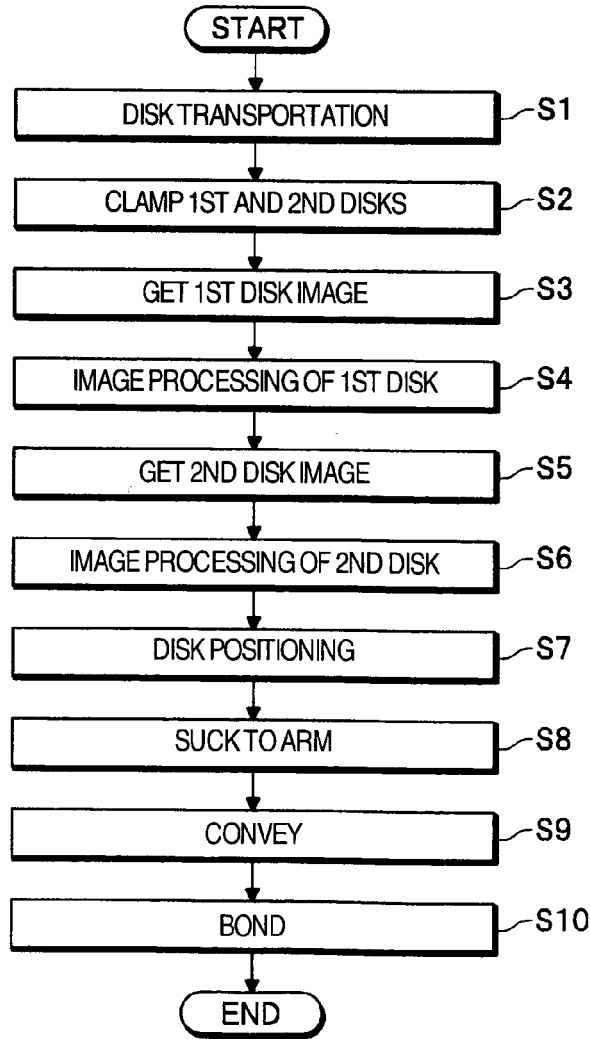 START
DISK TRANSPORTATION S1
CLAMP 1ST AND 2ND DISKS S2
GET 1ST DISK IMAGE S3
IMAGE PROCESSING OF 1ST DISK S4
GET 2ND DISK IMAGE S5
IMAGE PROCESSING OF 2ND DISK S6
DISK POSITIONING S7
SUCK TO ARM S8
CONVEY S9
BOND S10
END